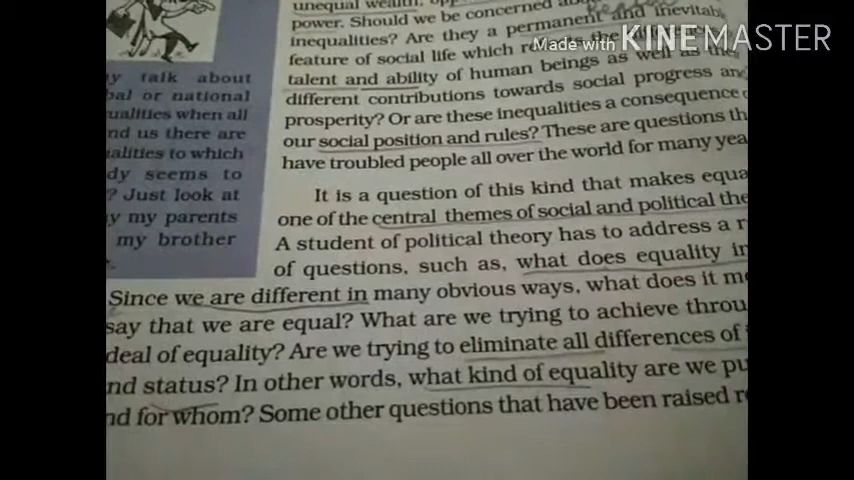 unequal wealth,
power. Should we be concerned
inequalities? Are they a permanent and
feature of social life which
Made with KINEMASTER
talent and ability of human beings as well as
different contributions towards social progress
prosperity? Or are these inequalities a consequence
our social position and rules? These are questions
have troubled people all over the world for many
It is a question of this kind that makes
one of the central themes of social and political
A student of political theory has to address a
of questions, such as, what does equality
Since we are different in many obvious ways, what does it
say that we are equal? What are we trying to achieve
deal of equality? Are we trying to eliminate all differences of
nd status? In other words, what kind of equality are we
nd for whom? Some other questions that have been raised
y talk about
bal or national
ualities when all
nd us there are
alities to which
dy seems to
? Just look at
y my parents
my brother